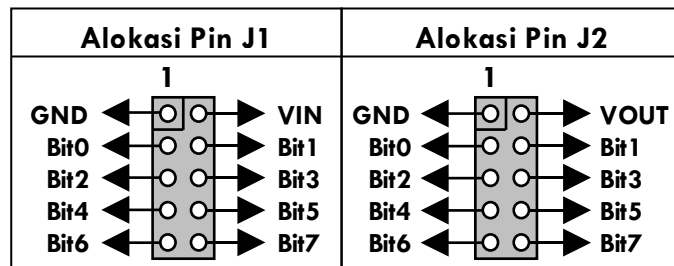 Alokasi Pin J1
1
GND VIN
Bit0 Bit1
Bit2 Bit3
Bit4 Bit5
Bit6 Bit7
Alokasi Pin J2
1
GND VOUT
Bit0 Bit1
Bit2 Bit3
Bit4 Bit5
Bit6 Bit7